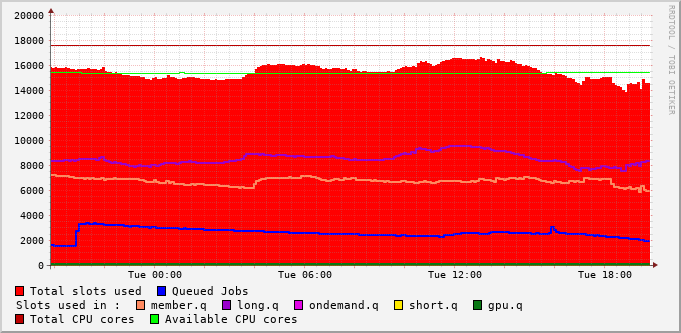 20000
18000
16000
14000
12000
10000
8000
6000
4000
2000
0
Tue 00:00 Tue 06:00 Tue 12:00 Tue 18:00
Total slots used Queued Jobs
Slots used in : member.q long.q ondemand.q short.q gpu.q
Total CPU cores Available CPU cores
RRDTOOL / TOBI OETIKER